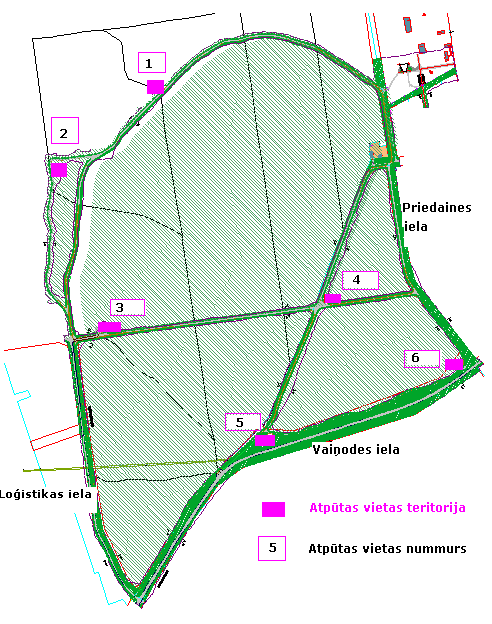 1
2
Priedaines
iela
4
3
6
5
Vaiņodes iela
Loģistikas iela
Atpūtas vietas teritorija
5
Atpūtas vietas nummurs